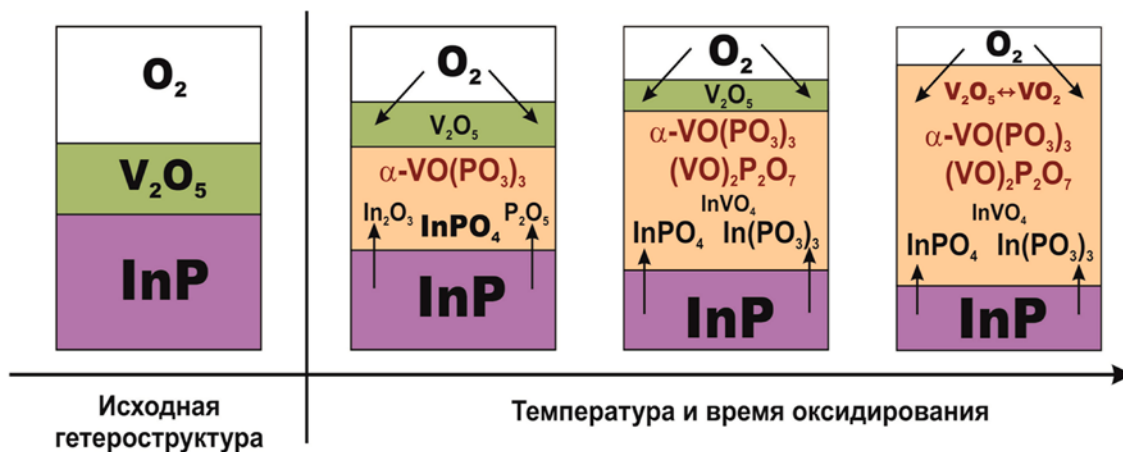 O₂
V₂O₅
InP
O₂
V₂O₅
α-VO(PO₃)₃
In₂O₃ InPO₄ P₂O₅
InP
O₂
V₂O₅
α-VO(PO₃)₃
(VO)₂P₂O₇
InVO₄
InPO₄ In(PO₃)₃
InP
O₂
V₂O₅↔VO₂
α-VO(PO₃)₃
(VO)₂P₂O₇
InVO₄
InPO₄ In(PO₃)₃
InP
Исходная
гетероструктура
Температура и время оксидирования